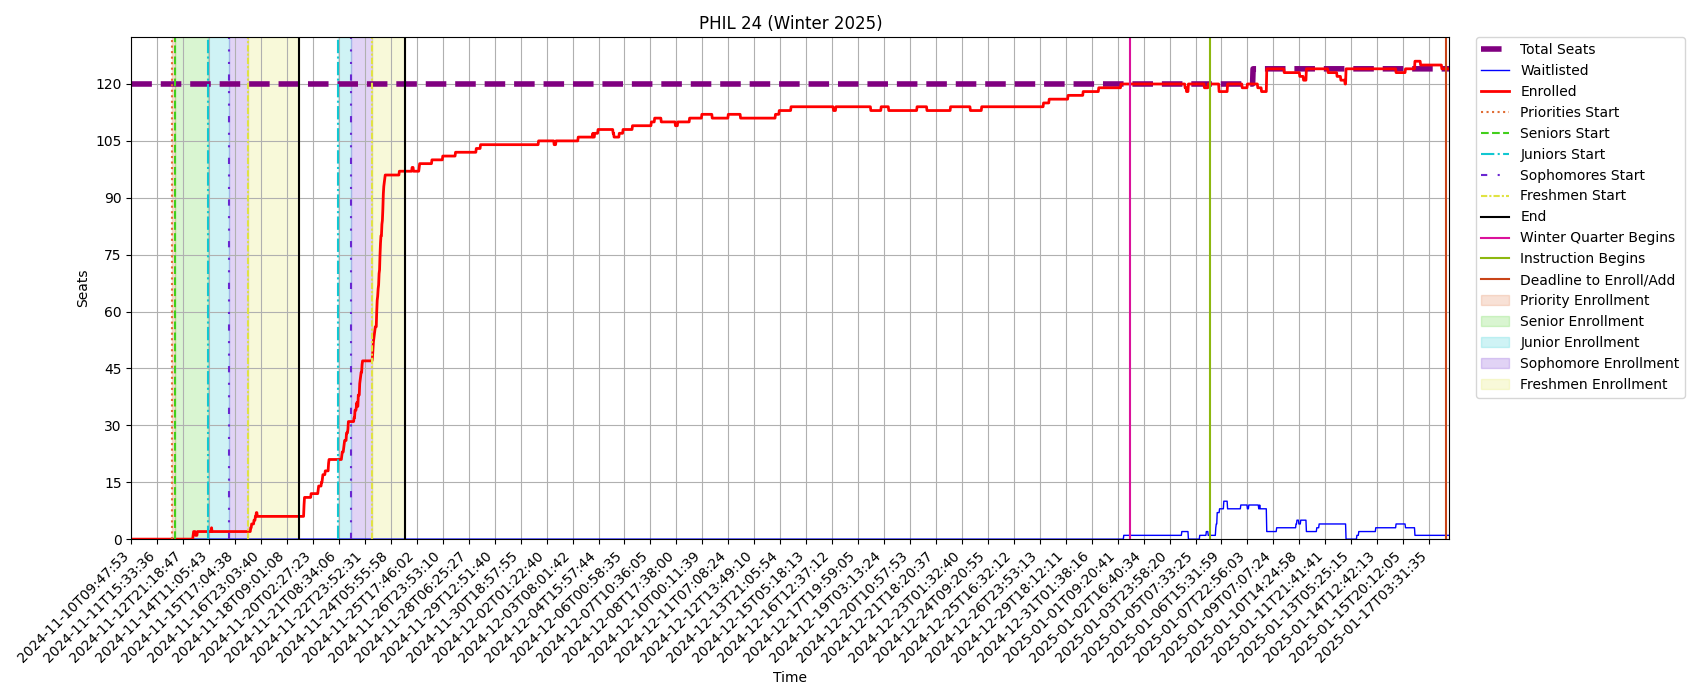 PHIL 24 (Winter 2025)
Seats
120
105
90
75
60
45
30
15
0
2024-11-10T09:47:53
2024-11-11T15:33:36
2024-11-12T21:18:47
2024-11-14T11:05:43
2024-11-15T17:04:38
2024-11-16T23:03:40
2024-11-18T09:01:08
2024-11-20T02:27:23
2024-11-21T08:34:06
2024-11-22T23:52:31
2024-11-24T05:55:58
2024-11-25T17:46:02
2024-11-26T23:53:10
2024-11-28T06:25:27
2024-11-29T12:51:40
2024-11-30T18:57:55
2024-12-02T01:22:40
2024-12-03T08:01:42
2024-12-04T15:57:44
2024-12-06T00:58:35
2024-12-07T10:36:05
2024-12-08T17:38:00
2024-12-10T00:11:39
2024-12-11T07:08:24
2024-12-12T13:49:10
2024-12-13T21:05:54
2024-12-15T05:18:13
2024-12-16T12:37:12
2024-12-17T19:59:05
2024-12-19T03:13:24
2024-12-20T10:57:53
2024-12-21T18:20:37
2024-12-23T01:32:40
2024-12-24T09:20:55
2024-12-25T16:32:12
2024-12-26T23:53:13
2024-12-29T18:12:11
2024-12-31T01:38:16
2025-01-01T09:20:41
2025-01-02T16:40:34
2025-01-03T23:58:20
2025-01-05T07:33:25
2025-01-06T15:31:59
2025-01-07T22:56:03
2025-01-09T07:07:24
2025-01-10T14:24:58
2025-01-11T21:41:41
2025-01-13T05:25:15
2025-01-14T12:42:13
2025-01-15T20:12:05
2025-01-17T03:31:35
Time
Total Seats
Waitlisted
Enrolled
Priorities Start
Seniors Start
Juniors Start
Sophomores Start
Freshmen Start
End
Winter Quarter Begins
Instruction Begins
Deadline to Enroll/Add
Priority Enrollment
Senior Enrollment
Junior Enrollment
Sophomore Enrollment
Freshmen Enrollment